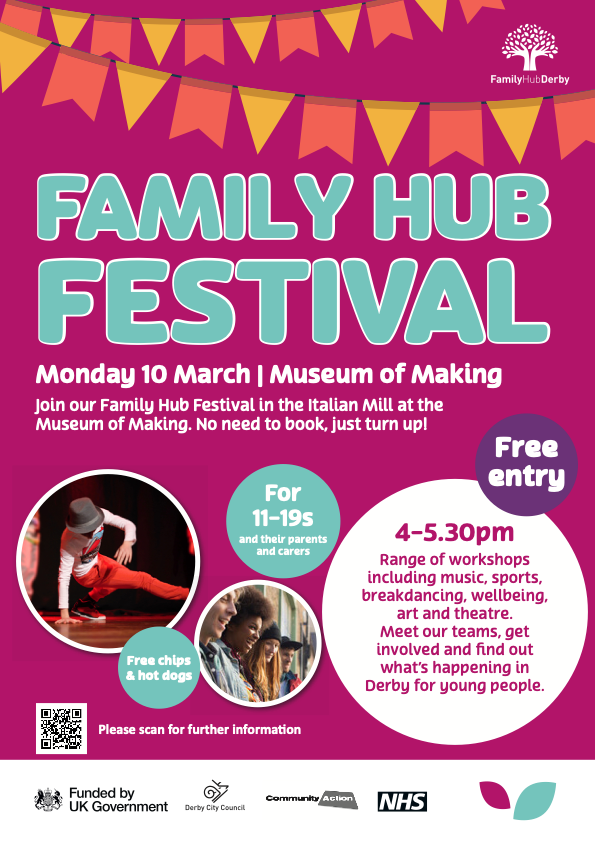 FamilyHubDerby
FAMILY HUB
FESTIVAL
Monday 10 March | Museum of Making
Join our Family Hub Festival in the Italian Mill at the
Museum of Making. No need to book, just turn up!
Free
entry
For
11-19s
and their parents
and carers
4-5.30pm
Range of workshops
including music, sports,
breakdancing, wellbeing,
art and theatre.
Meet our teams, get
involved and find out
what's happening in
Derby for young people.
Free chips
& hot dogs
Please scan for further information
Funded by
UK Government
Derby City Council
Community Action
NHS